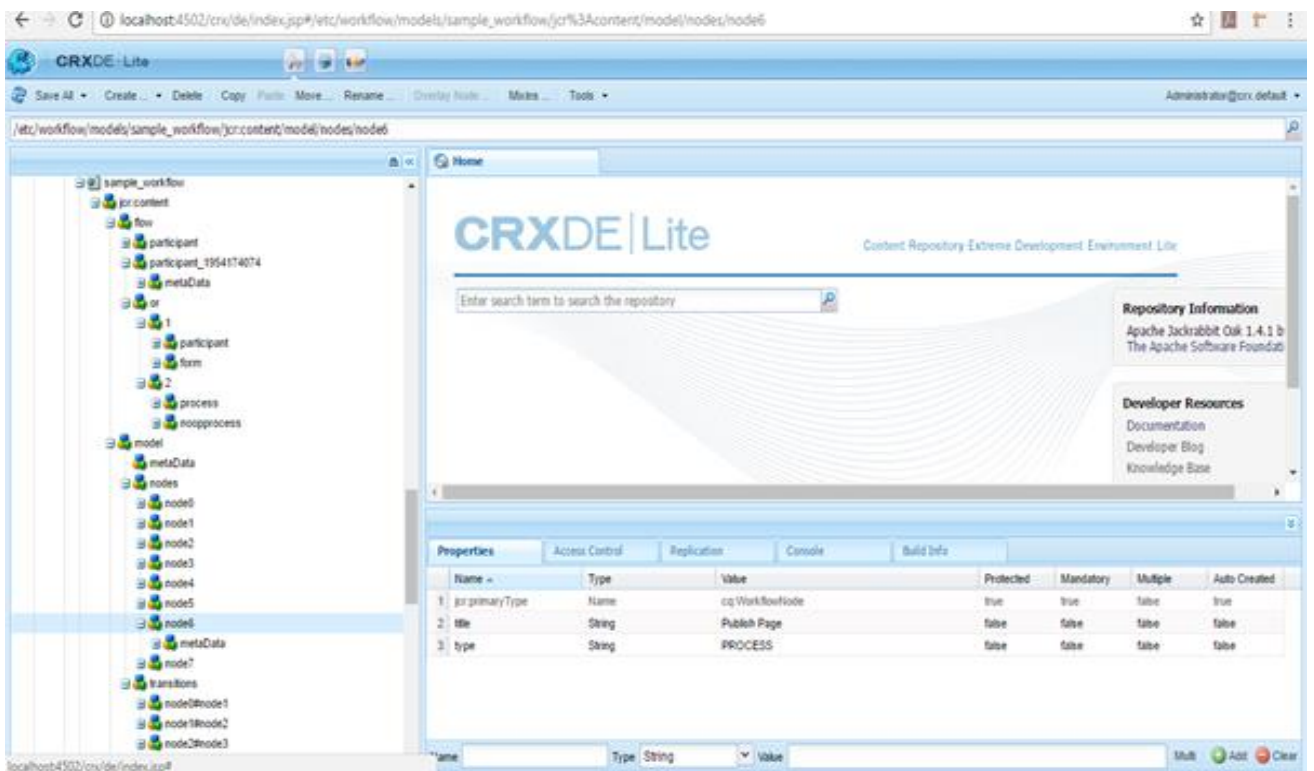 localhost:4502/crx/de/index.jsp#/etc/workflow/models/sample_workflow/jcr%3Acontent/model/nodes/node6
CRXDE Lite
Save All Create ... Delete Copy Paste Move ... Rename ... Overlay Node ... Mixins ... Tools
Administrator@crx.default
/etc/workflow/models/sample_workflow/jcr:content/model/nodes/node6
sample_workflow
jcr:content
flow
participant
participant_1954174074
metaData
or
1
participant
form
2
process
noopprocess
model
metaData
nodes
node0
node1
node2
node3
node4
node5
node6
metaData
node7
transitions
node0#node1
node1#node2
node2#node3
localhost:4502/crx/de/index.jsp#
Home
CRXDE | Lite
Content Repository Extreme Development Environment Lite
Enter search term to search the repository
Repository Information
Apache Jackrabbit Oak 1.4.1 b
The Apache Software Foundati
Developer Resources
Documentation
Developer Blog
Knowledge Base
Properties Access Control Replication Console Build Info
Name Type Value Protected Mandatory Multiple Auto Created
1 jcr:primaryType Name cq:WorkflowNode true true false true
2 title String Publish Page false false false false
3 type String PROCESS false false false false
Name Type String Value Multi Add Clear